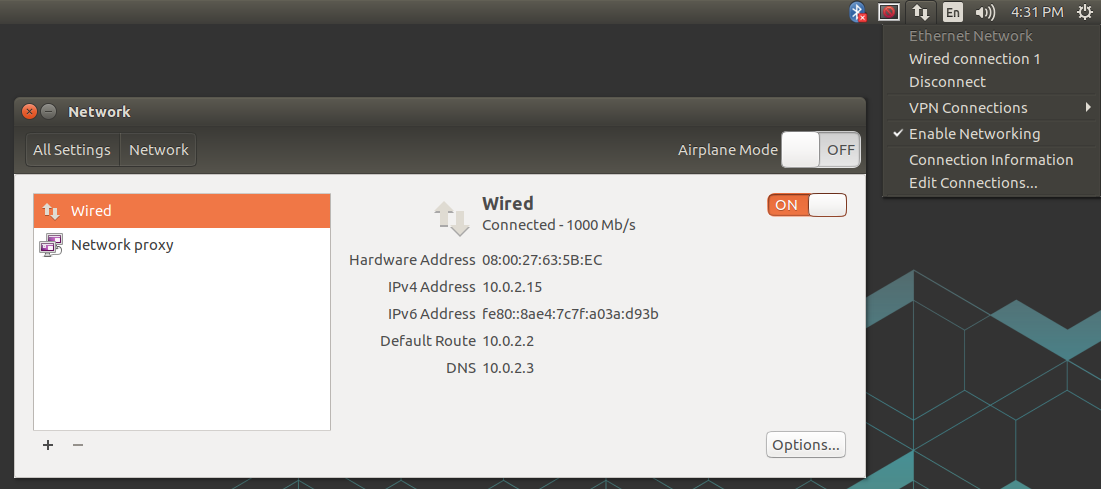 En
4:31 PM
Ethernet Network
Wired connection 1
Disconnect
VPN Connections
Enable Networking
Connection Information
Edit Connections...
Network
All Settings
Network
Airplane Mode
OFF
Wired
Network proxy
Wired
Connected - 1000 Mb/s
ON
Hardware Address 08:00:27:63:5B:EC
IPv4 Address 10.0.2.15
IPv6 Address fe80::8ae4:7c7f:a03a:d93b
Default Route 10.0.2.2
DNS 10.0.2.3
Options...